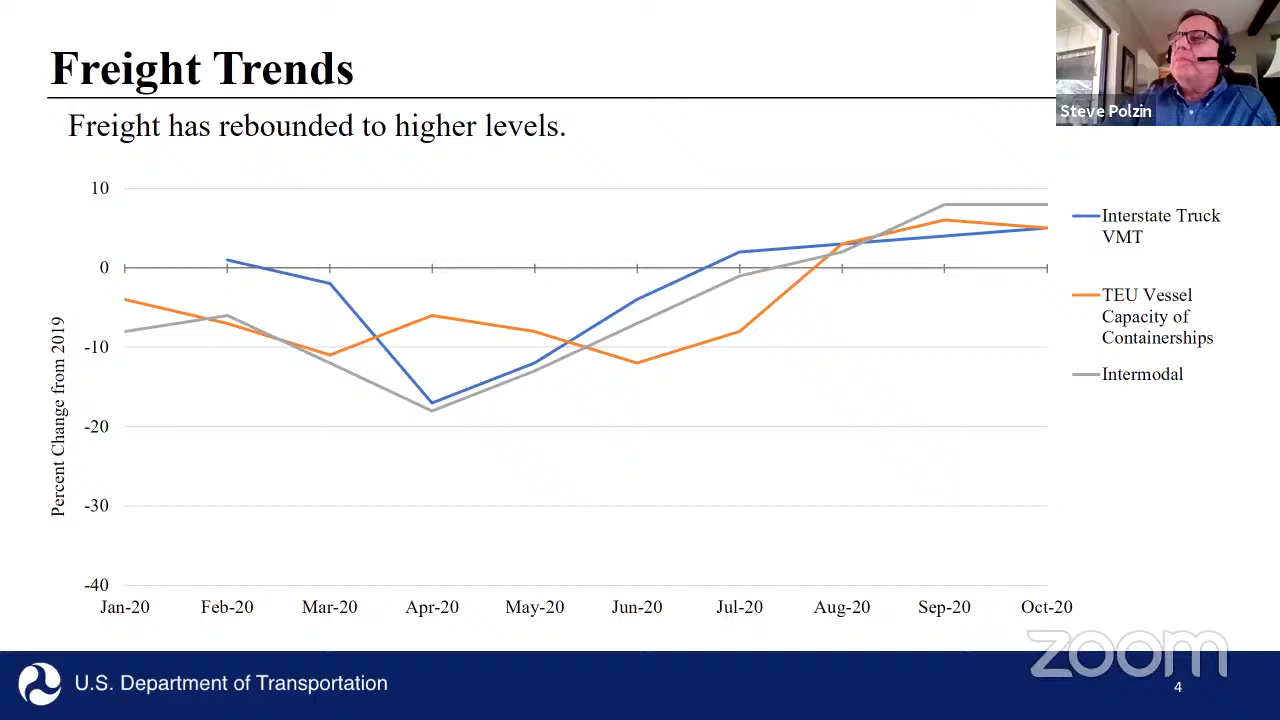 Freight Trends
Freight has rebounded to higher levels.
Steve Polzin
10
0
-10
-20
-30
-40
Percent Change from 2019
Jan-20
Feb-20
Mar-20
Apr-20
May-20
Jun-20
Jul-20
Aug-20
Sep-20
Oct-20
Interstate Truck
VMT
TEU Vessel
Capacity of
Containerships
Intermodal
zoom
U.S. Department of Transportation
4